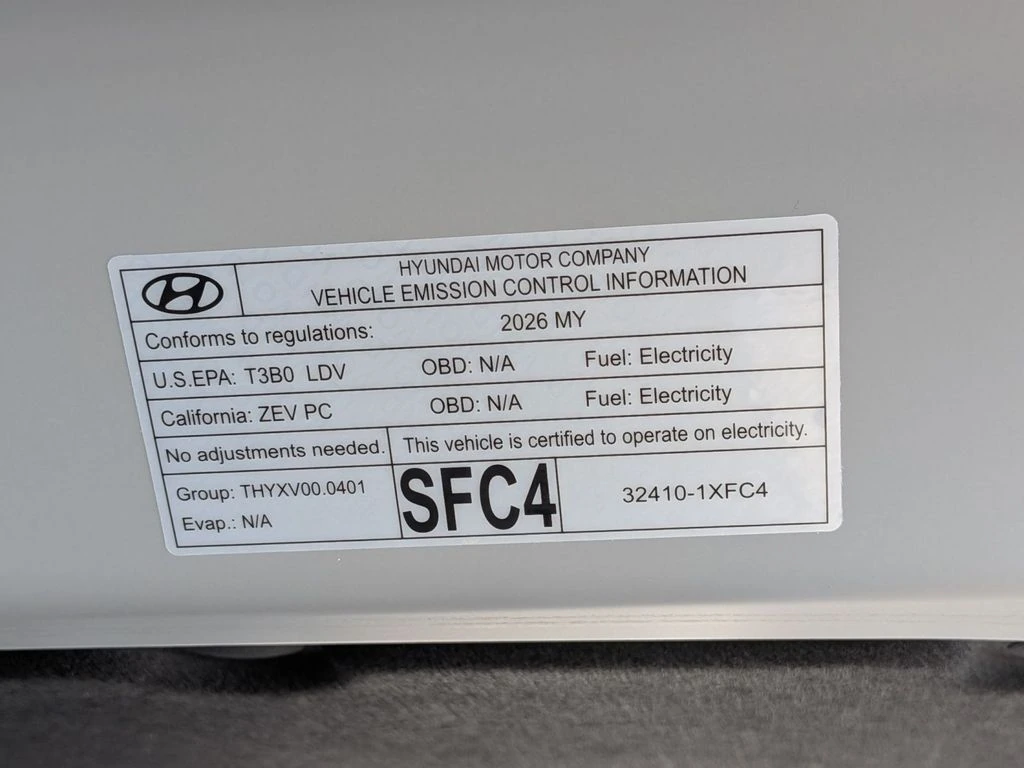 HYUNDAI MOTOR COMPANY
VEHICLE EMISSION CONTROL INFORMATION
Conforms to regulations: 2026 MY
U.S.EPA: T3B0 LDV OBD: N/A Fuel: Electricity
California: ZEV PC OBD: N/A Fuel: Electricity
No adjustments needed. This vehicle is certified to operate on electricity.
Group: THYXV00.0401
Evap.: N/A
SFC4
32410-1XFC4